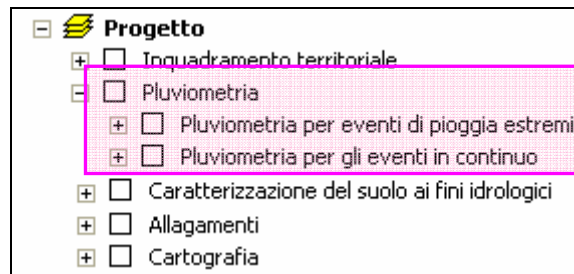 Progetto
Inquadramento territoriale
Pluviometria
Pluviometria per eventi di pioggia estremi
Pluviometria per gli eventi in continuo
Caratterizzazione del suolo ai fini idrologici
Allagamenti
Cartografia